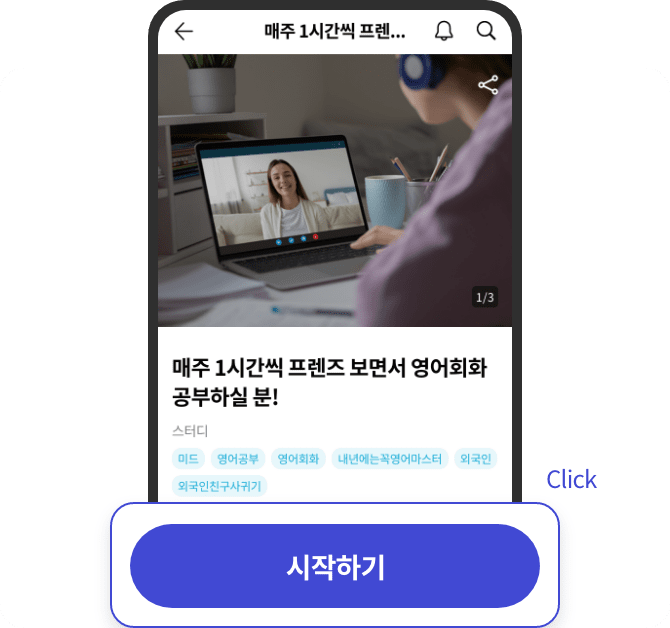 매주 1시간씩 프렌...
1/3
매주 1시간씩 프렌즈 보면서 영어회화
공부하실 분!
스터디
미드 영어공부 영어회화 내년에는꼭영어마스터 외국인
외국인친구사귀기
Click
시작하기